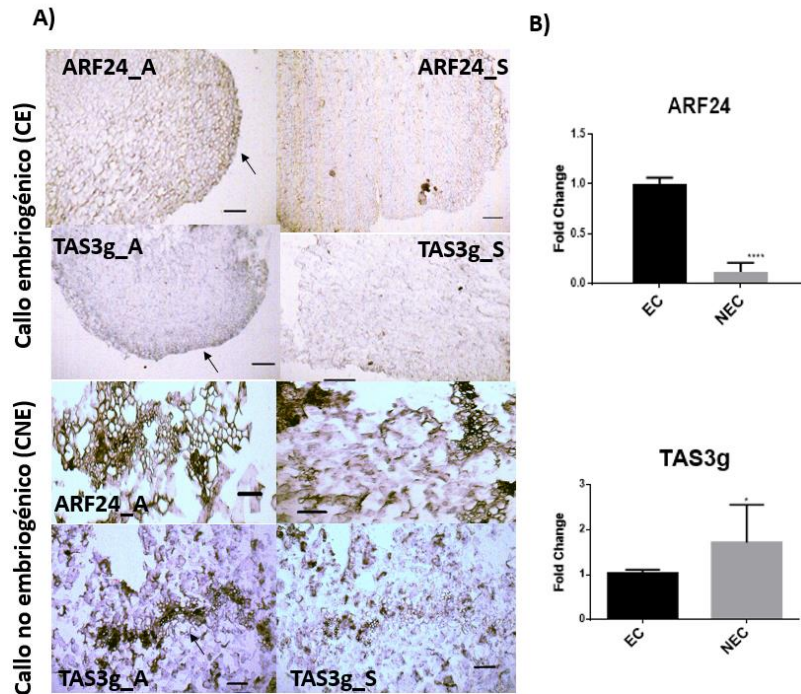 A)
Callo embriogénico (CE)
ARF24_A
ARF24_S
TAS3g_A
TAS3g_S
Callo no embriogénico (CNE)
ARF24_A
TAS3g_A
TAS3g_S
B)
ARF24
Fold Change
1.5
1.0
0.5
0.0
****
EC
NEC
TAS3g
Fold Change
3
2
1
0
*
EC
NEC